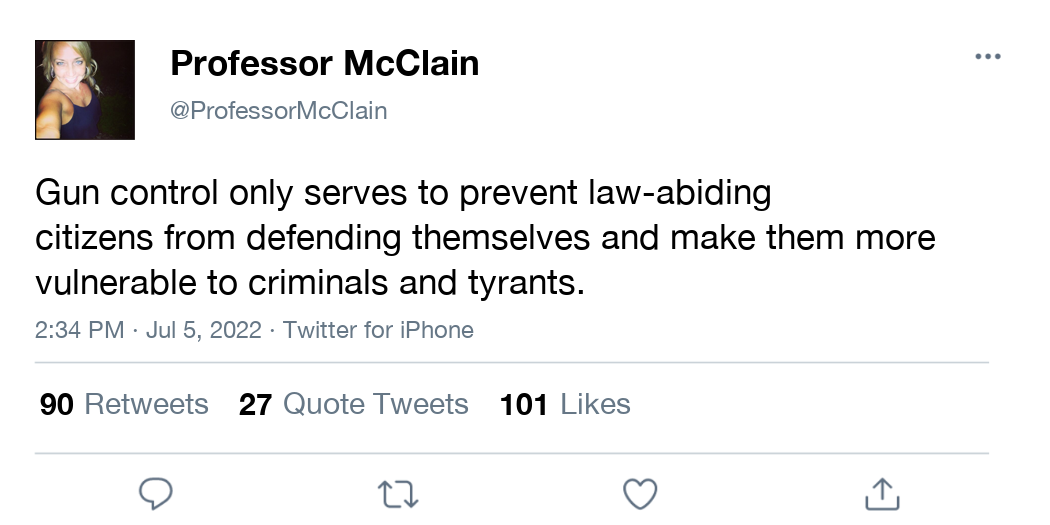 Professor McClain
@ProfessorMcClain
Gun control only serves to prevent law-abiding
citizens from defending themselves and make them more
vulnerable to criminals and tyrants.
2:34 PM · Jul 5, 2022 · Twitter for iPhone
90 Retweets 27 Quote Tweets 101 Likes